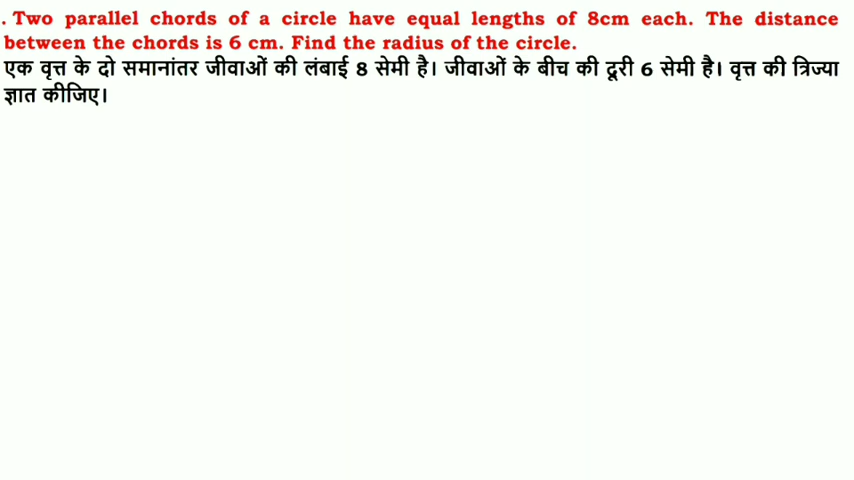 . Two parallel chords of a circle have equal lengths of 8cm each. The distance
between the chords is 6 cm. Find the radius of the circle.
एक वृत्त के दो समानांतर जीवाओं की लंबाई 8 सेमी है। जीवाओं के बीच की दूरी 6 सेमी है। वृत्त की त्रिज्या
ज्ञात कीजिए।